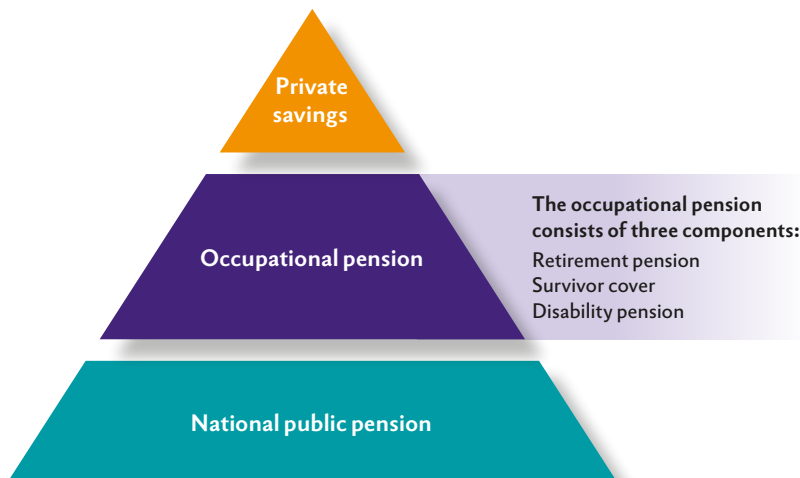 Private
savings
Occupational pension
The occupational pension
consists of three components:
Retirement pension
Survivor cover
Disability pension
National public pension